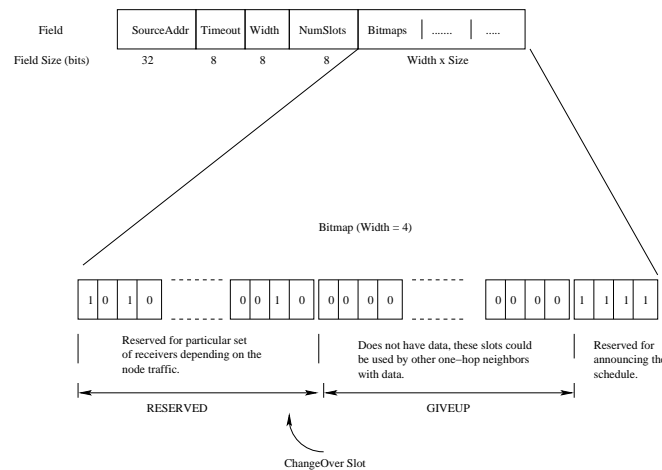 Field SourceAddr Timeout Width NumSlots Bitmaps ....... .....
Field Size (bits) 32 8 8 8 Width x Size
Bitmap (Width = 4)
1 0 1 0 0 0 1 0 0 0 0 0 0 0 0 0 1 1 1 1
Reserved for particular set
of receivers depending on the
node traffic.
Does not have data, these slots could
be used by other one−hop neighbors
with data.
Reserved for
announcing the
schedule.
RESERVED GIVEUP
ChangeOver Slot